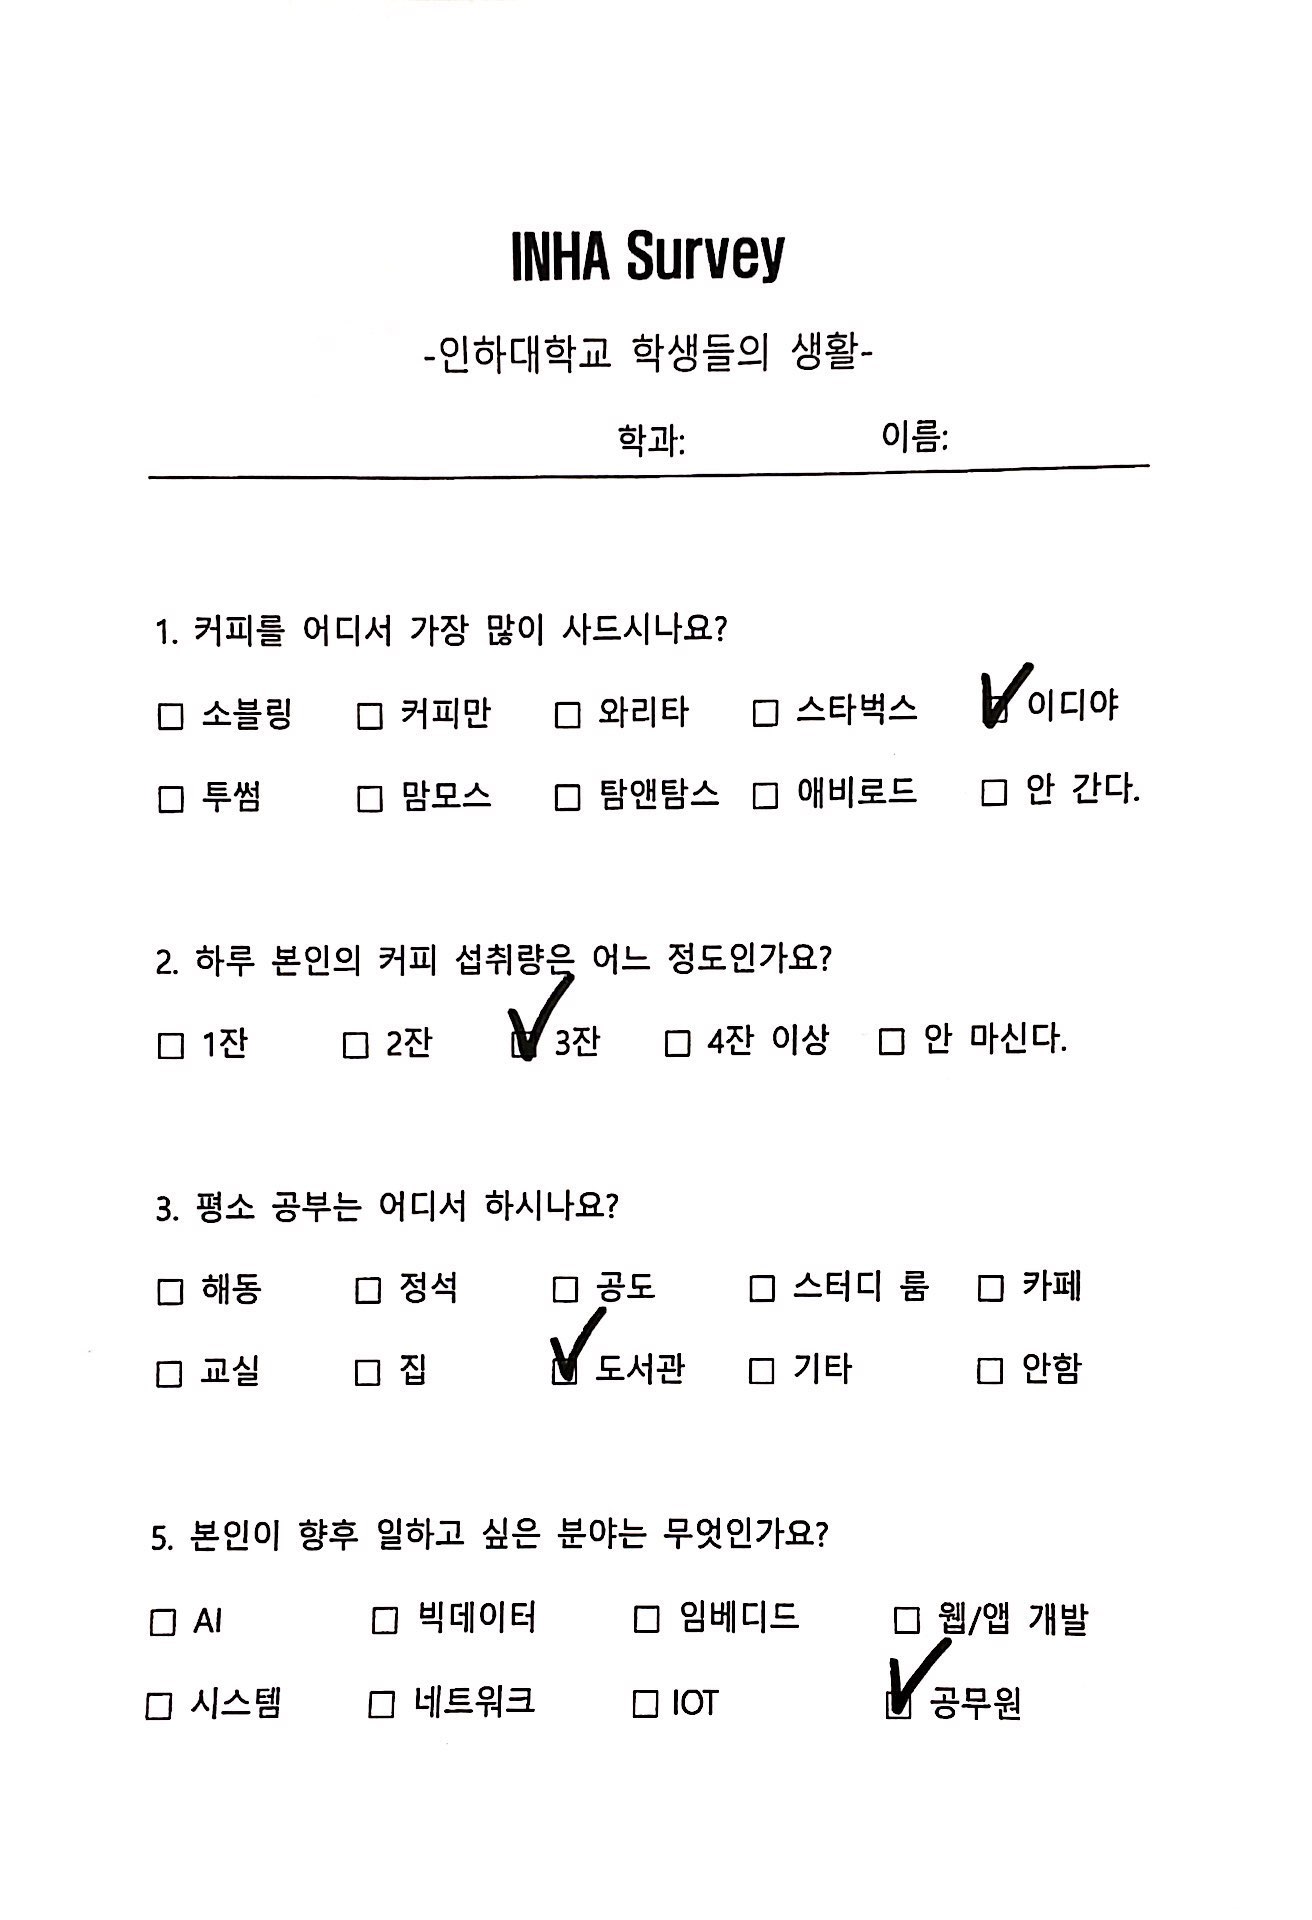 INHA Survey
-인하대학교 학생들의 생활-
학과: 이름:
1. 커피를 어디서 가장 많이 사드시나요?
☐ 소블링 ☐ 커피만 ☐ 와리타 ☐ 스타벅스 ☑ 이디야
☐ 투썸 ☐ 맘모스 ☐ 탐앤탐스 ☐ 애비로드 ☐ 안 간다.
2. 하루 본인의 커피 섭취량은 어느 정도인가요?
☐ 1잔 ☐ 2잔 ☑ 3잔 ☐ 4잔 이상 ☐ 안 마신다.
3. 평소 공부는 어디서 하시나요?
☐ 해동 ☐ 정석 ☐ 공도 ☐ 스터디 룸 ☐ 카페
☐ 교실 ☐ 집 ☑ 도서관 ☐ 기타 ☐ 안함
5. 본인이 향후 일하고 싶은 분야는 무엇인가요?
☐ AI ☐ 빅데이터 ☐ 임베디드 ☐ 웹/앱 개발
☐ 시스템 ☐ 네트워크 ☐ IOT ☑ 공무원